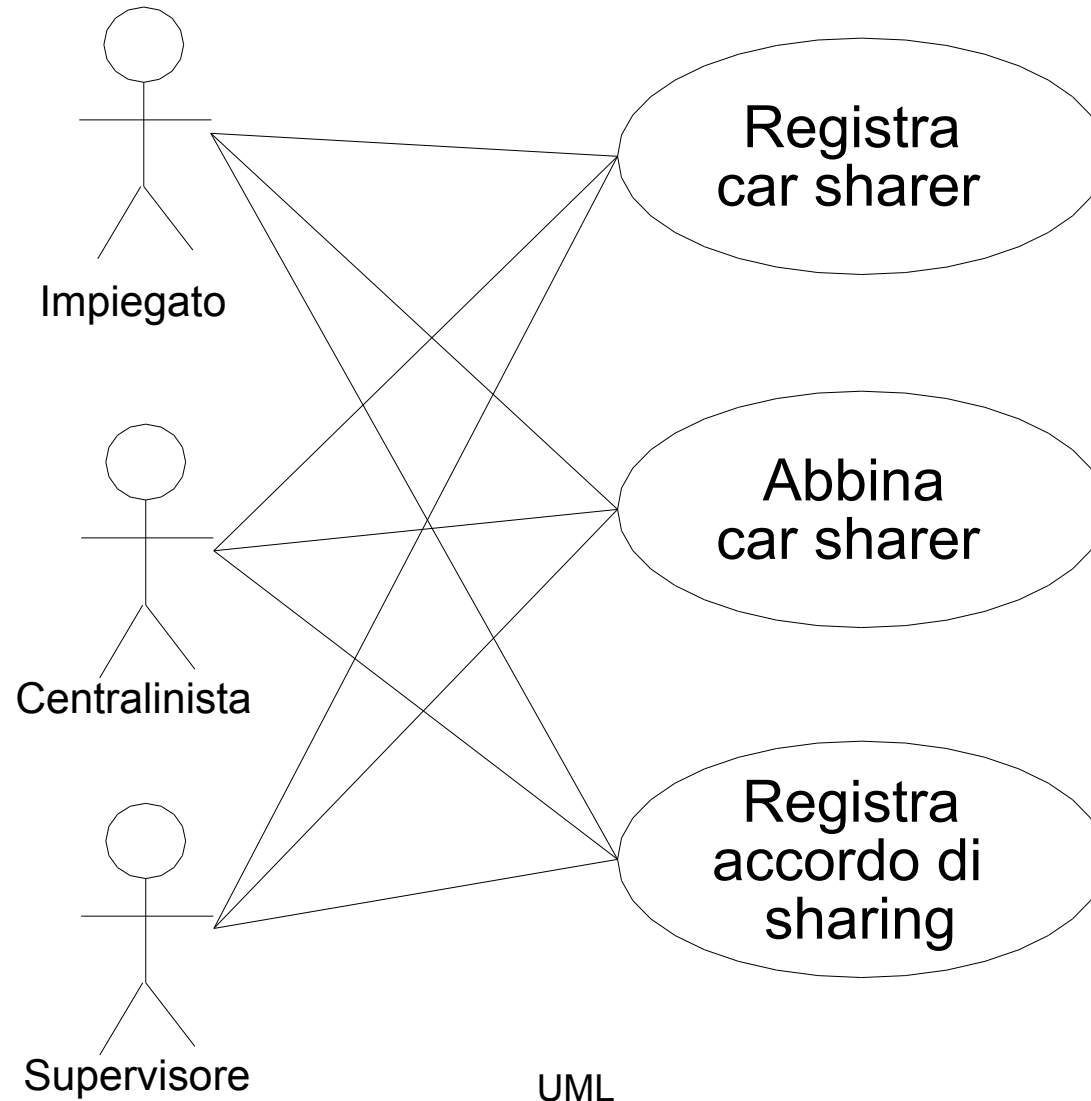 Registra
car sharer
Impiegato
Abbina
car sharer
Centralinista
Registra
accordo di
sharing
Supervisore
UML